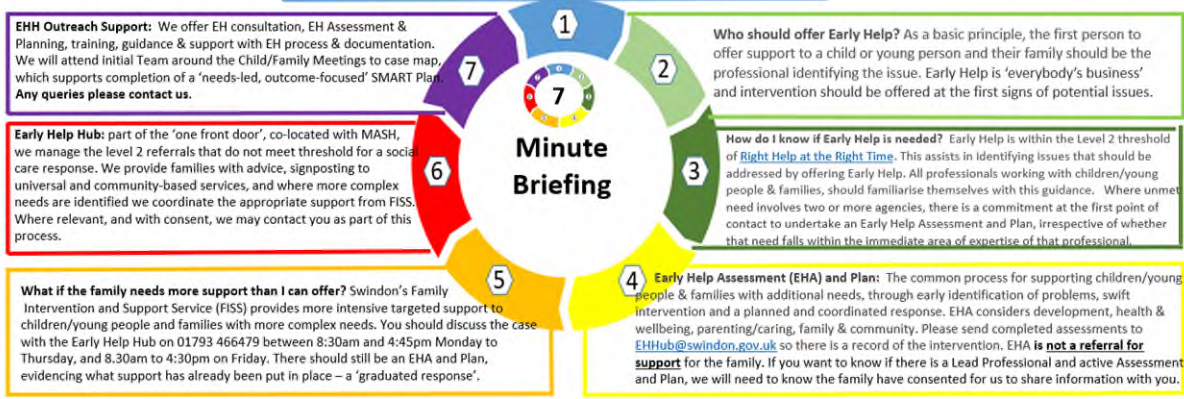 1
2
3
4
5
6
7
7
Minute
Briefing
Who should offer Early Help? As a basic principle, the first person to
offer support to a child or young person and their family should be the
professional identifying the issue. Early Help is ‘everybody’s business’
and intervention should be offered at the first signs of potential issues.
How do I know if Early Help is needed? Early Help is within the Level 2 threshold
of Right Help at the Right Time. This assists in identifying issues that should be
addressed by offering Early Help. All professionals working with children/young
people & families, should familiarise themselves with this guidance. Where unmet
need involves two or more agencies, there is a commitment at the first point of
contact to undertake an Early Help Assessment and Plan, irrespective of whether
that need falls within the immediate area of expertise of that professional.
Early Help Assessment (EHA) and Plan: The common process for supporting children/young
people & families with additional needs, through early identification of problems, swift
intervention and a planned and coordinated response. EHA considers development, health &
wellbeing, parenting/caring, family & community. Please send completed assessments to
EHHub@swindon.gov.uk so there is a record of the intervention. EHA is not a referral for
support for the family. If you want to know if there is a Lead Professional and active Assessment
and Plan, we will need to know the family have consented for us to share information with you.
What if the family needs more support than I can offer? Swindon’s Family
Intervention and Support Service (FISS) provides more intensive targeted support to
children/young people and families with more complex needs. You should discuss the case
with the Early Help Hub on 01793 466479 between 8:30am and 4:45pm Monday to
Thursday, and 8.30am to 4:30pm on Friday. There should still be an EHA and Plan,
evidencing what support has already been put in place – a ‘graduated response’.
Early Help Hub: part of the ‘one front door’, co-located with MASH,
we manage the level 2 referrals that do not meet threshold for a social
care response. We provide families with advice, signposting to
universal and community-based services, and where more complex
needs are identified we coordinate the appropriate support from FISS.
Where relevant, and with consent, we may contact you as part of this
process.
EHH Outreach Support: We offer EH consultation, EH Assessment &
Planning, training, guidance & support with EH process & documentation.
We will attend initial Team around the Child/Family Meetings to case map,
which supports completion of a ‘needs-led, outcome-focused’ SMART Plan.
Any queries please contact us.